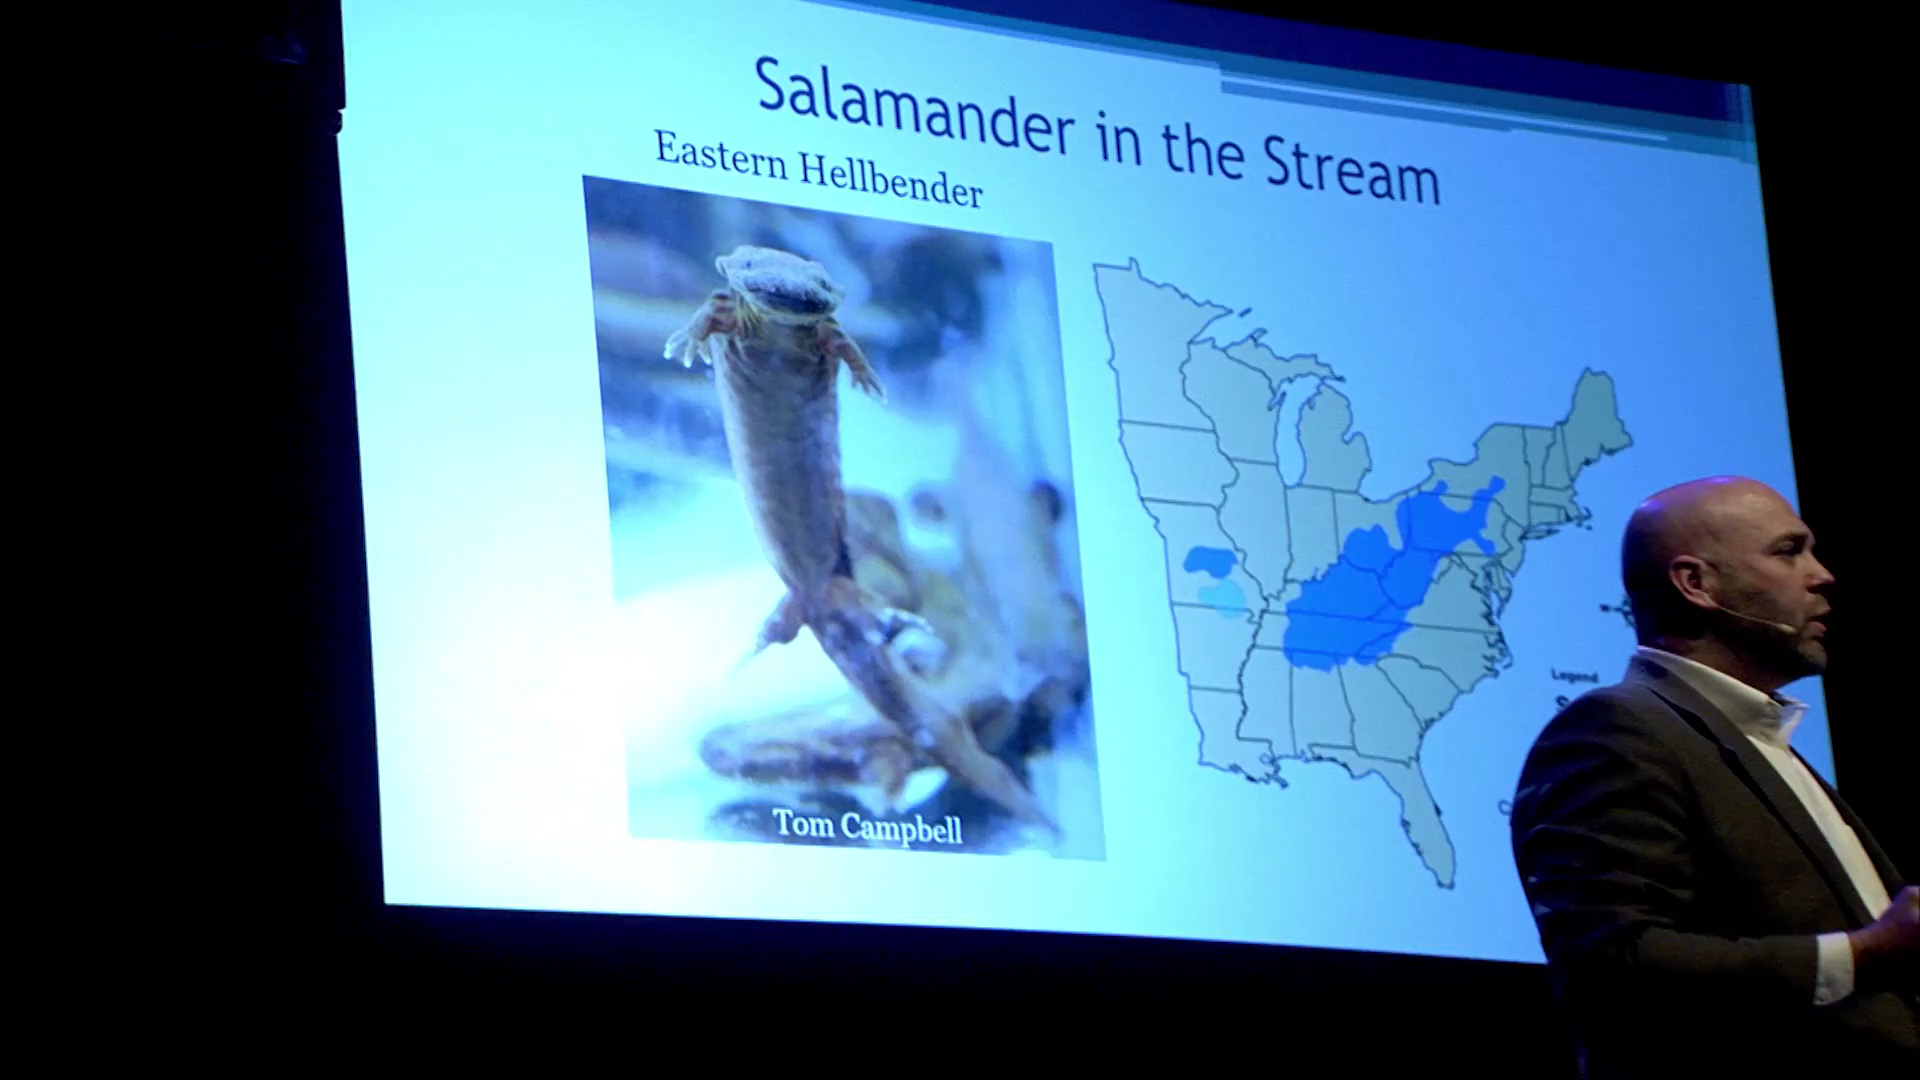 Salamander in the Stream
Eastern Hellbender
Tom Campbell
Legend